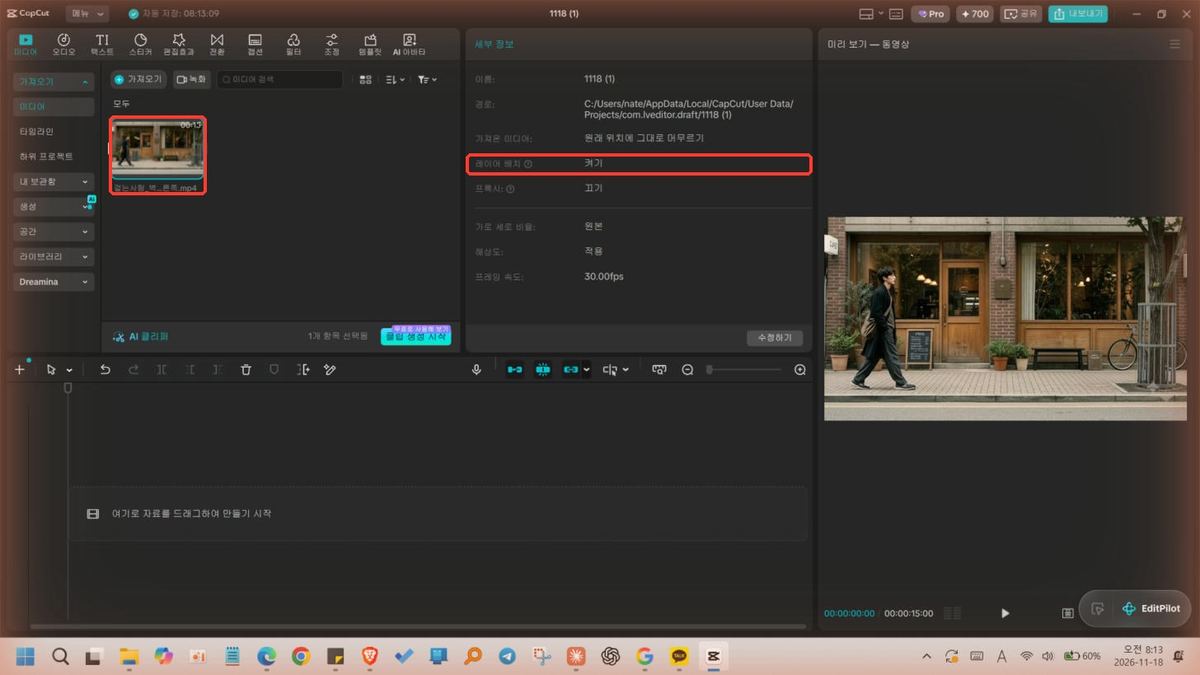 CapCut
메뉴
자동 저장: 08:13:09
1118 (1)
Pro
700
공유
내보내기
미디어
오디오
텍스트
스티커
편집효과
전환
캡션
필터
조정
템플릿
AI 아바타
가져오기
미디어
타임라인
하위 프로젝트
내 보관함
생성
AI
공간
라이브러리
Dreamina
가져오기
녹화
미디어 검색
모두
00:15
걷는사람_벽...른쪽.mp4
AI 클리퍼
1개 항목 선택됨
무료로 사용해 보기
클립 생성 시작
세부 정보
이름:
1118 (1)
경로:
C:/Users/nate/AppData/Local/CapCut/User Data/
Projects/com.lveditor.draft/1118 (1)
가져온 미디어:
원래 위치에 그대로 머무르기
레이어 배치
켜기
프록시:
끄기
가로 세로 비율:
원본
해상도:
적용
프레임 속도:
30.00fps
수정하기
미리 보기 — 동영상
00:00:00:00
00:00:15:00
EditPilot
여기로 자료를 드래그하여 만들기 시작
TALK
A
60%
오전 8:13
2026-11-18